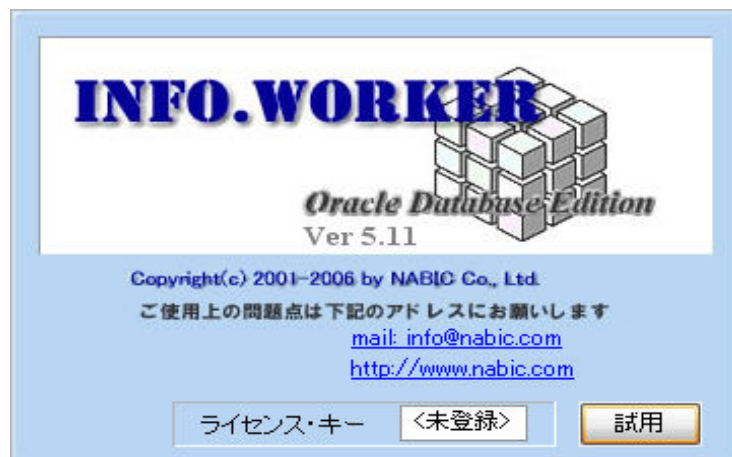 INFO.WORKER
Oracle Database Edition
Ver 5.11
Copyright(c) 2001-2006 by NABIC Co., Ltd.
ご使用上の問題点は下記のアドレスにお願いします
mail: info@nabic.com
http://www.nabic.com
ライセンス・キー <未登録> 試用